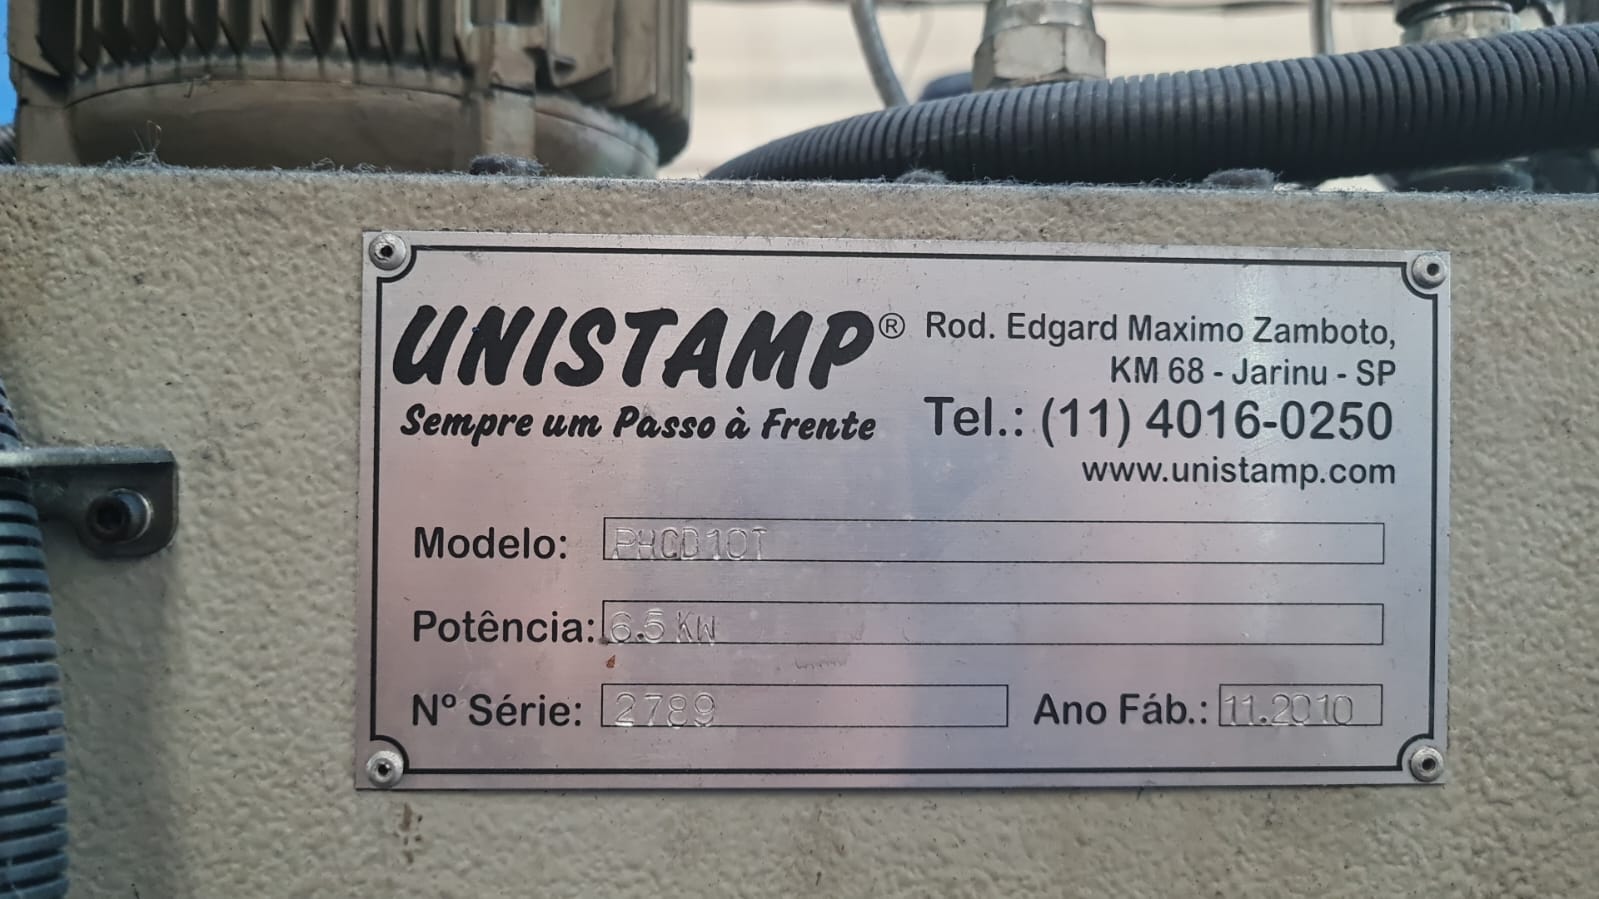 UNISTAMP® Rod. Edgard Maximo Zamboto,
KM 68 - Jarinu - SP
Sempre um Passo à Frente Tel.: (11) 4016-0250
www.unistamp.com
Modelo: PHCD10T
Potência: 6.5 KW
Nº Série: 2789 Ano Fáb.: 11.2010